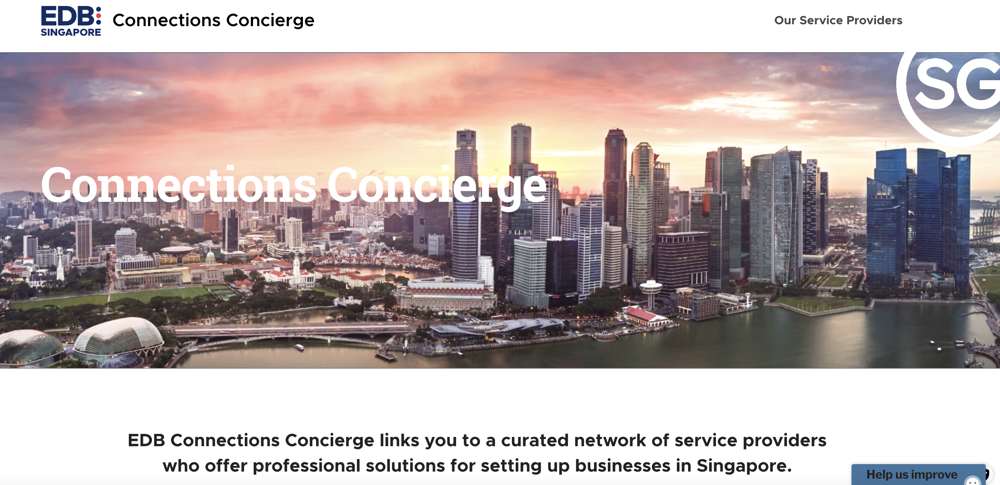 EDB:
SINGAPORE
Connections Concierge
Our Service Providers
SG
Connections Concierge
EDB Connections Concierge links you to a curated network of service providers
who offer professional solutions for setting up businesses in Singapore.
Help us improve